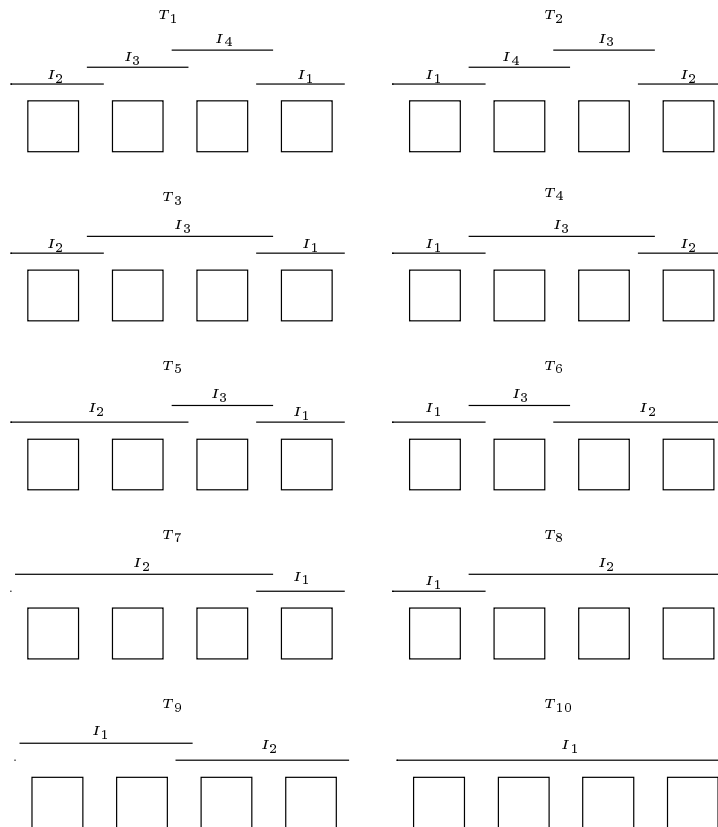 T₁ T₂
I₄ I₃
I₃ I₄
I₂ I₁ I₁ I₂
T₃ T₄
I₃ I₃
I₂ I₁ I₁ I₂
T₅ T₆
I₃ I₃
I₂ I₁ I₁ I₂
T₇ T₈
I₂ I₂
I₁ I₁
T₉ T₁₀
I₁
I₂ I₁